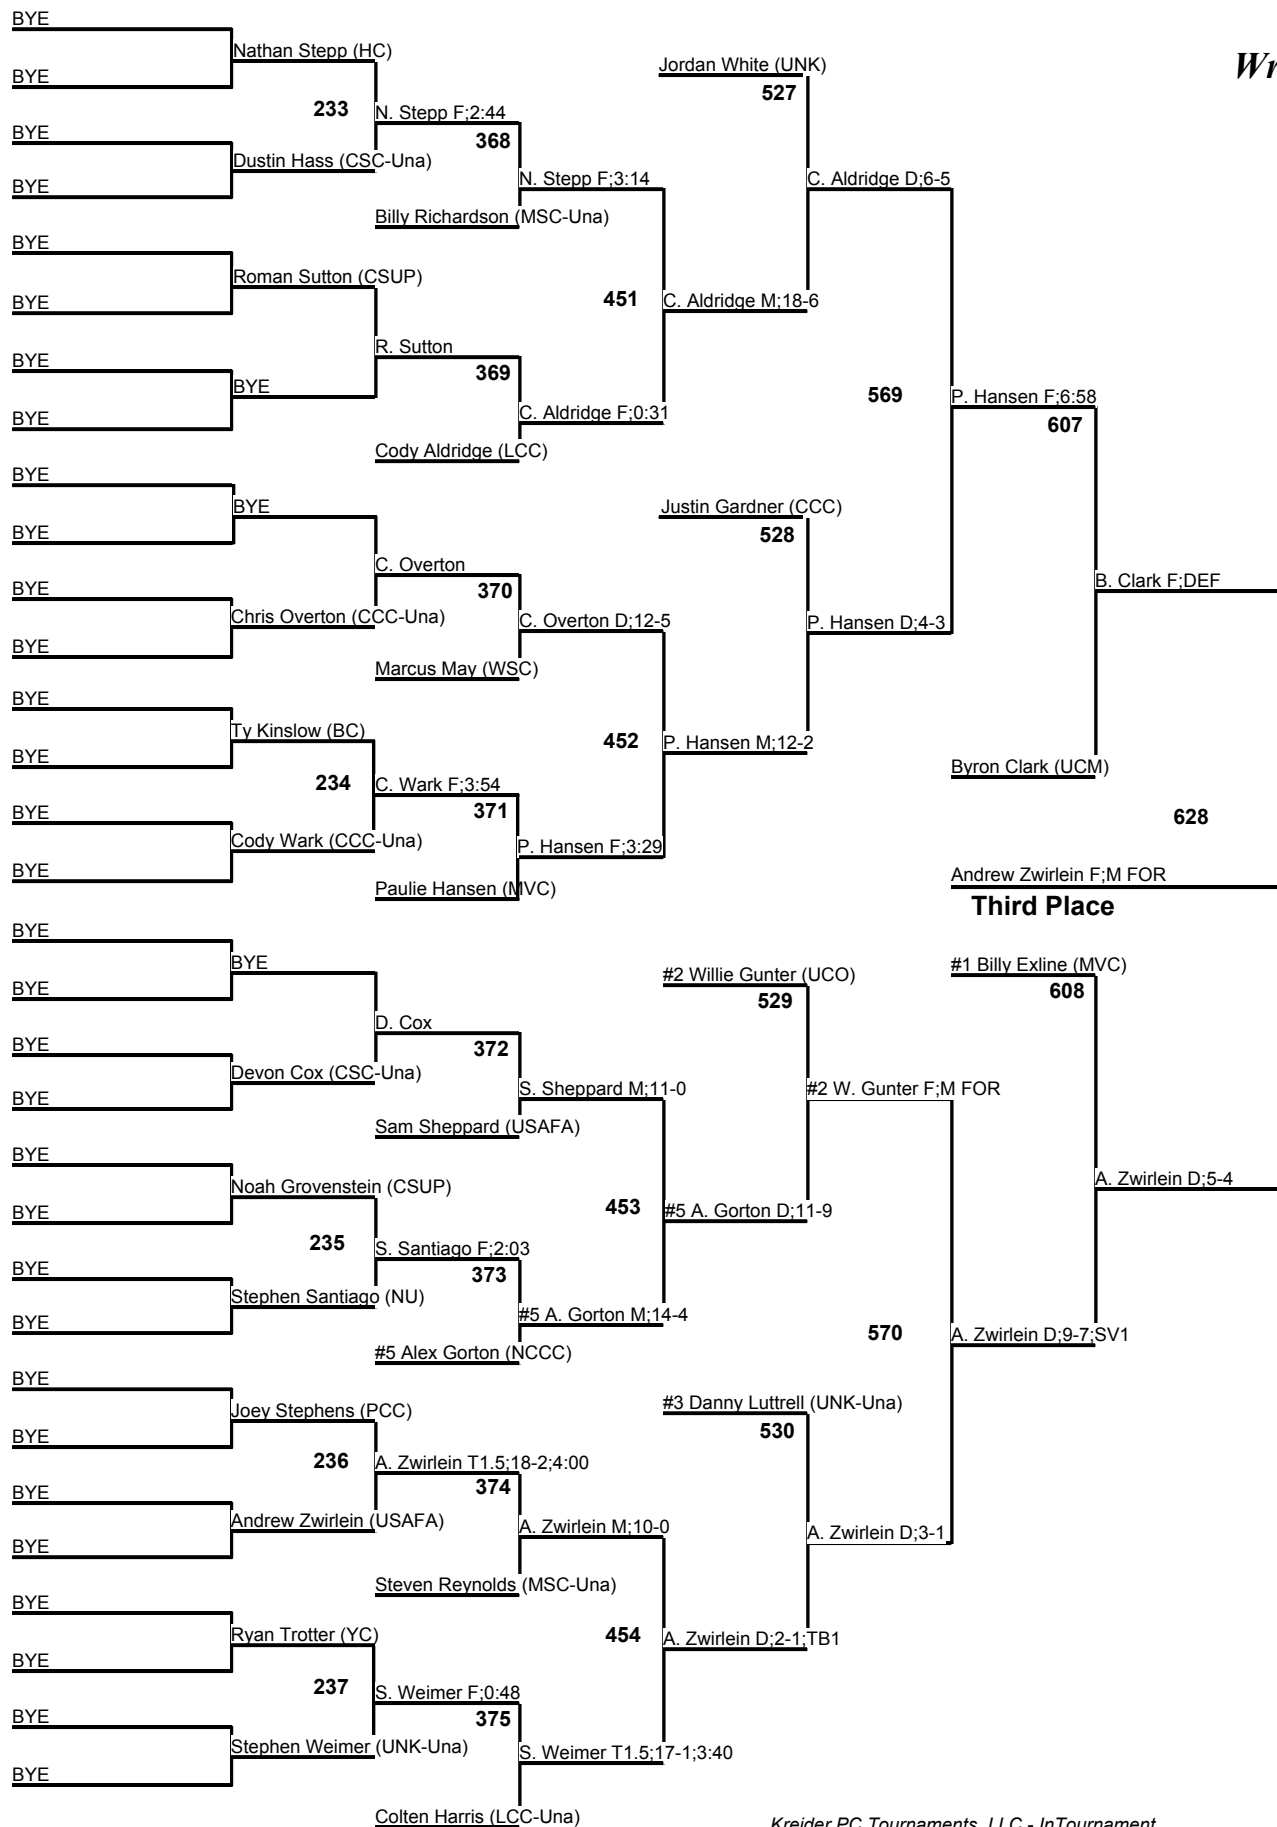 BYE
Nathan Stepp (HC)
Jordan White (UNK)
Wr
BYE
527
233
N. Stepp F;2:44
BYE
368
Dustin Hass (CSC-Una)
N. Stepp F;3:14
C. Aldridge D;6-5
BYE
Billy Richardson (MSC-Una)
BYE
Roman Sutton (CSUP)
BYE
451
C. Aldridge M;18-6
R. Sutton
BYE
369
BYE
569
P. Hansen F;6:58
BYE
C. Aldridge F;0:31
607
Cody Aldridge (LCC)
BYE
BYE
Justin Gardner (CCC)
BYE
528
C. Overton
B. Clark F;DEF
BYE
370
Chris Overton (CCC-Una)
C. Overton D;12-5
P. Hansen D;4-3
BYE
Marcus May (WSC)
BYE
Ty Kinslow (BC)
452
P. Hansen M;12-2
BYE
Byron Clark (UCM)
234
C. Wark F;3:54
BYE
371
628
Cody Wark (CCC-Una)
P. Hansen F;3:29
BYE
Andrew Zwirlein F;M FOR
Paulie Hansen (MVC)
Third Place
BYE
BYE
#2 Willie Gunter (UCO)
#1 Billy Exline (MVC)
BYE
529
608
D. Cox
BYE
372
Devon Cox (CSC-Una)
S. Sheppard M;11-0
#2 W. Gunter F;M FOR
BYE
Sam Sheppard (USAFA)
BYE
Noah Grovenstein (CSUP)
A. Zwirlein D;5-4
BYE
453
#5 A. Gorton D;11-9
235
S. Santiago F;2:03
BYE
373
Stephen Santiago (NU)
#5 A. Gorton M;14-4
BYE
570
A. Zwirlein D;9-7;SV1
#5 Alex Gorton (NCCC)
BYE
Joey Stephens (PCC)
#3 Danny Luttrell (UNK-Una)
BYE
530
236
A. Zwirlein T1.5;18-2;4:00
BYE
374
Andrew Zwirlein (USAFA)
A. Zwirlein M;10-0
A. Zwirlein D;3-1
BYE
Steven Reynolds (MSC-Una)
BYE
Ryan Trotter (YC)
454
A. Zwirlein D;2-1;TB1
BYE
237
S. Weimer F;0:48
BYE
375
Stephen Weimer (UNK-Una)
S. Weimer T1.5;17-1;3:40
BYE
Colten Harris (LCC-Una)
Kreider PC Tournaments, LLC - InTournament